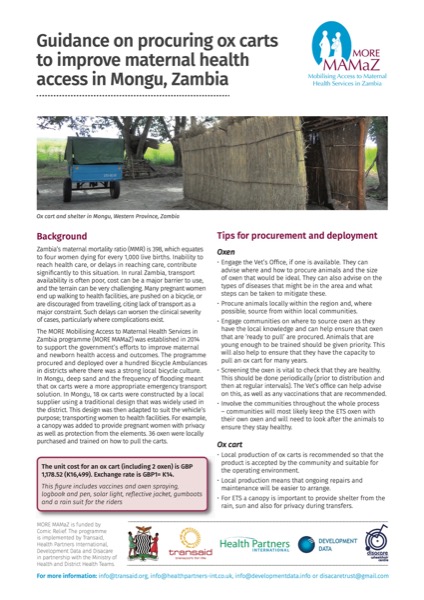 Guidance on procuring ox carts
to improve maternal health
access in Mongu, Zambia
MORE
MAMaZ
Mobilising Access to Maternal
Health Services in Zambia
Ox cart and shelter in Mongu, Western Province, Zambia
Background
Zambia's maternal mortality ratio (MMR) is 398, which equates
to four women dying for every 1,000 live births. Inability to
reach health care, or delays in reaching care, contribute
significantly to this situation. In rural Zambia, transport
availability is often poor, cost can be a major barrier to use,
and the terrain can be very challenging. Many pregnant women
end up walking to health facilities, are pushed on a bicycle, or
are discouraged from travelling, citing lack of transport as a
major constraint. Such delays can worsen the clinical severity
of cases, particularly where complications exist.
The MORE Mobilising Access to Maternal Health Services in
Zambia programme (MORE MAMaZ) was established in 2014
to support the government's efforts to improve maternal
and newborn health access and outcomes. The programme
procured and deployed over a hundred Bicycle Ambulances
in districts where there was a strong local bicycle culture.
In Mongu, deep sand and the frequency of flooding meant
that ox carts were a more appropriate emergency transport
solution. In Mongu, 18 ox carts were constructed by a local
supplier using a traditional design that was widely used in
the district. This design was then adapted to suit the vehicle's
purpose; transporting women to health facilities. For example,
a canopy was added to provide pregnant women with privacy
as well as protection from the elements. 36 oxen were locally
purchased and trained on how to pull the carts.
The unit cost for an ox cart (including 2 oxen) is GBP
1,178.52 (K16,499). Exchange rate is GBP1= K14.
This figure includes vaccines and oxen spraying,
logbook and pen, solar light, reflective jacket, gumboots
and a rain suit for the riders
Tips for procurement and deployment
Oxen
- Engage the Vet's Office, if one is available. They can
advise where and how to procure animals and the size
of oxen that would be ideal. They can also advise on the
types of diseases that might be in the area and what
steps can be taken to mitigate these.
- Procure animals locally within the region and, where
possible, source from within local communities.
- Engage communities on where to source oxen as they
have the local knowledge and can help ensure that oxen
that are 'ready to pull' are procured. Animals that are
young enough to be trained should be given priority. This
will also help to ensure that they have the capacity to
pull an ox cart for many years.
- Screening the oxen is vital to check that they are healthy.
This should be done periodically (prior to distribution and
then at regular intervals). The Vet's office can help advise
on this, as well as any vaccinations that are recommended.
- Involve the communities throughout the whole process
– communities will most likely keep the ETS oxen with
their own oxen and will need to look after the animals to
ensure they stay healthy.
Ox cart
- Local production of ox carts is recommended so that the
product is accepted by the community and suitable for
the operating environment.
- Local production means that ongoing repairs and
maintenance will be easier to arrange.
- For ETS a canopy is important to provide shelter from the
rain, sun and also for privacy during transfers.
MORE MAMaZ is funded by
Comic Relief. The programme
is implemented by Transaid,
Health Partners International,
Development Data and Disacare
in partnership with the Ministry of
Health and District Health Teams.
transaid
Health Partners
INTERNATIONAL
DEVELOPMENT
DATA
disacare
For more information: info@transaid.org, info@healthpartners-int.co.uk, info@developmentdata.info or disacaretrust@gmail.com